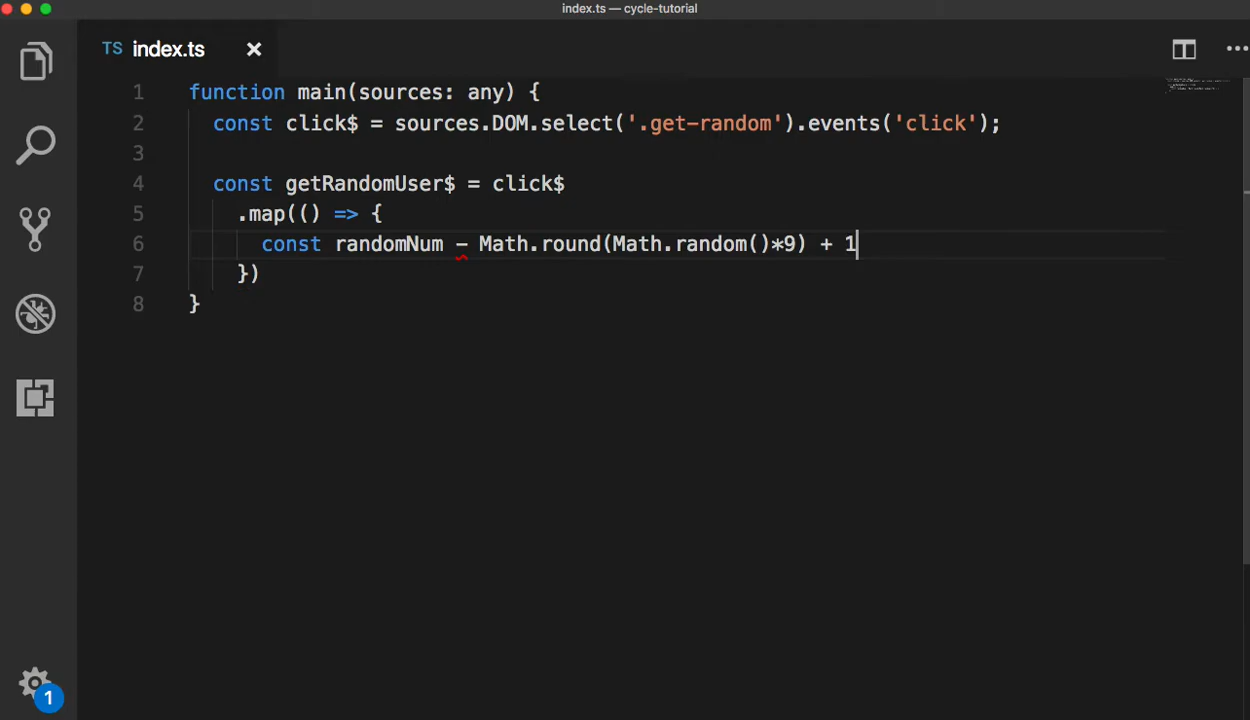 index.ts — cycle-tutorial
TS index.ts
1 function main(sources: any) {
2 const click$ = sources.DOM.select('.get-random').events('click');
3
4 const getRandomUser$ = click$
5 .map(() => {
6 const randomNum - Math.round(Math.random()*9) + 1
7 })
8 }
1